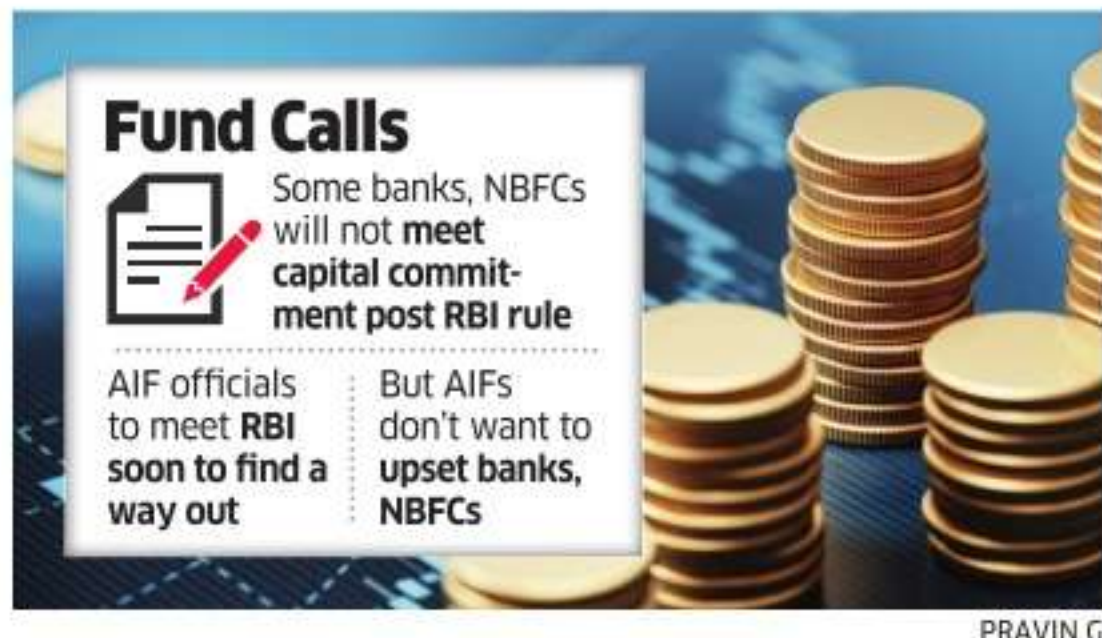 Fund Calls
Some banks, NBFCs
will not meet
capital commit-
ment post RBI rule
AIF officials
to meet RBI
soon to find a
way out
But AIFs
don't want to
upset banks,
NBFCs
PRAVIN G